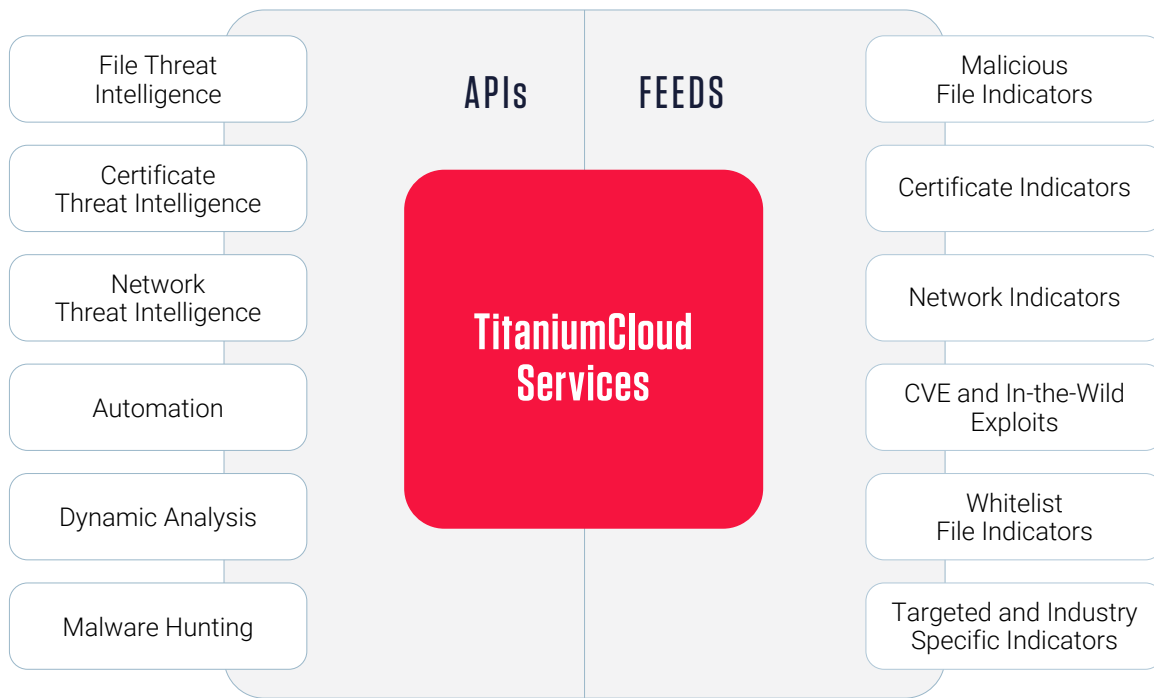 APIs
FEEDS
File Threat
Intelligence
Certificate
Threat Intelligence
Network
Threat Intelligence
Automation
Dynamic Analysis
Malware Hunting
TitaniumCloud
Services
Malicious
File Indicators
Certificate Indicators
Network Indicators
CVE and In-the-Wild
Exploits
Whitelist
File Indicators
Targeted and Industry
Specific Indicators